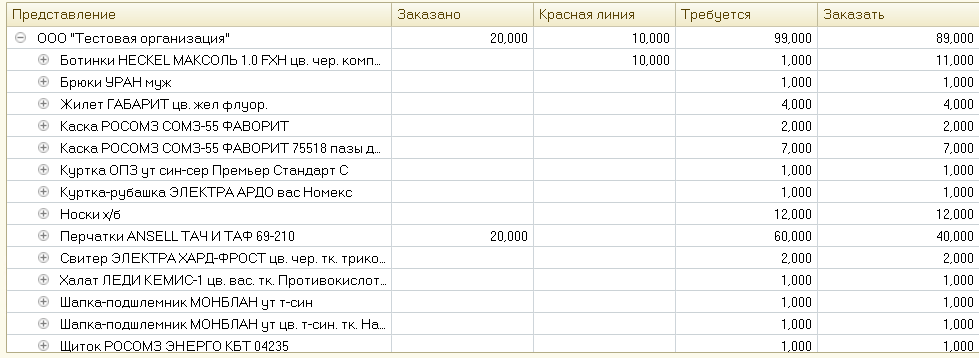 Представление Заказано Красная линия Требуется Заказать
ООО "Тестовая организация" 20,000 10,000 99,000 89,000
Ботинки HECKEL МАКСОЛЬ 1.0 FXH цв. чер. комп... 10,000 1,000 11,000
Брюки УРАН муж 1,000 1,000
Жилет ГАБАРИТ цв. жел флуор. 4,000 4,000
Каска РОСОМЗ СОМЗ-55 ФАВОРИТ 2,000 2,000
Каска РОСОМЗ СОМЗ-55 ФАВОРИТ 75518 пазы д... 7,000 7,000
Куртка ОПЗ ут син-сер Премьер Стандарт С 1,000 1,000
Куртка-рубашка ЭЛЕКТРА АРДО вас Номекс 1,000 1,000
Носки х/б 12,000 12,000
Перчатки ANSELL ТАЧ И ТАФ 69-210 20,000 60,000 40,000
Свитер ЭЛЕКТРА ХАРД-ФРОСТ цв. чер. тк. трико... 2,000 2,000
Халат ЛЕДИ КЕМИС-1 цв. вас. тк. Противокислот... 1,000 1,000
Шапка-подшлемник МОНБЛАН ут т-син 1,000 1,000
Шапка-подшлемник МОНБЛАН ут цв. т-син. тк. На... 1,000 1,000
Щиток РОСОМЗ ЭНЕРГО КБТ 04235 1,000 1,000